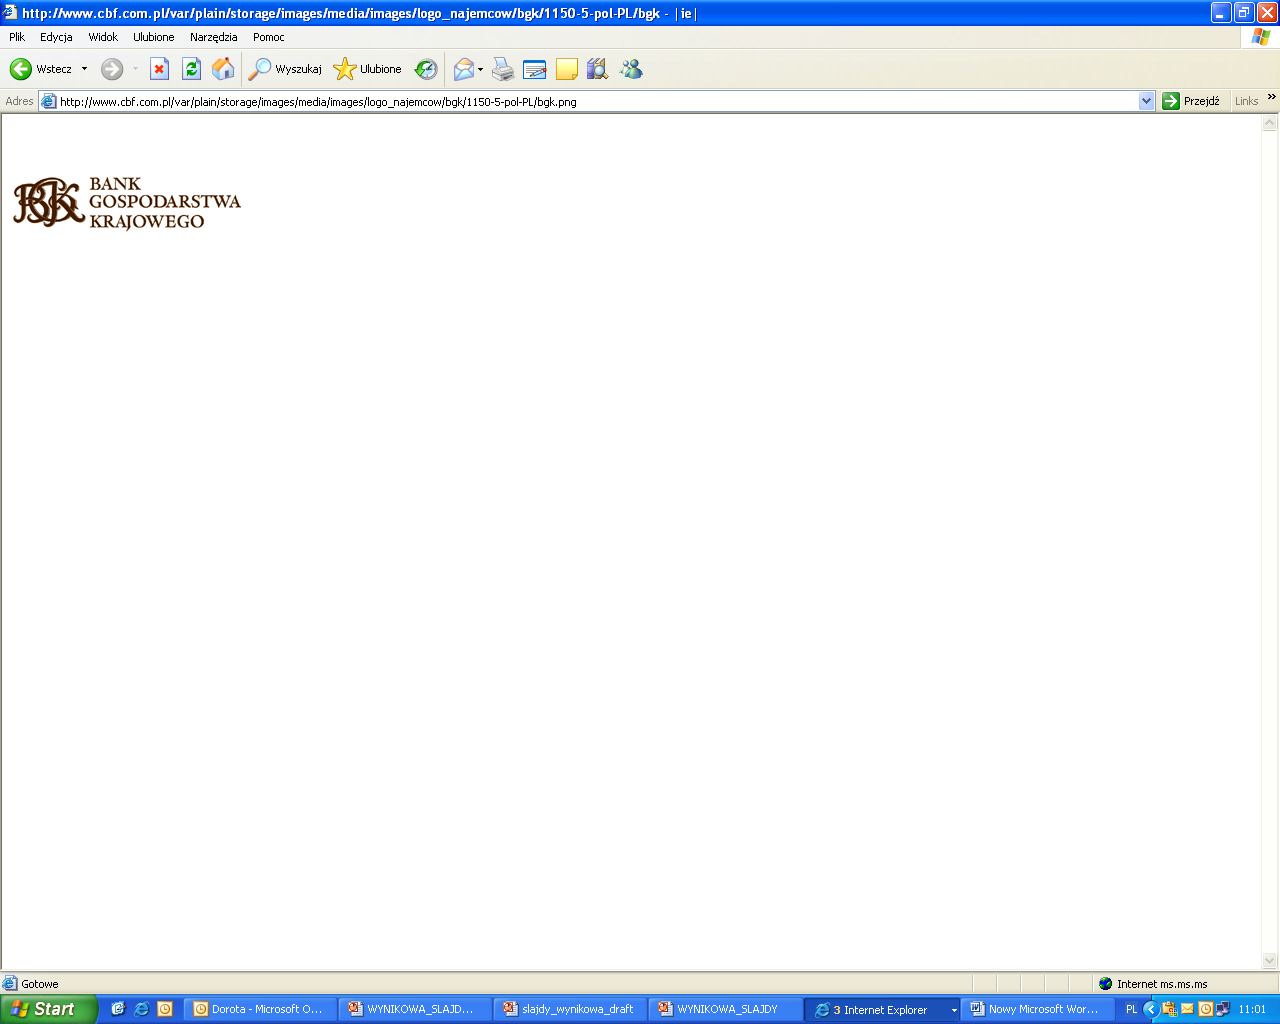 http://www.cbf.com.pl/var/plain/storage/images/media/images/logo_najemcow/bgk/1150-5-pol-PL/bgk - |ie|
Plik Edycja Widok Ulubione Narzędzia Pomoc
Wstecz Wyszukaj Ulubione
Adres http://www.cbf.com.pl/var/plain/storage/images/media/images/logo_najemcow/bgk/1150-5-pol-PL/bgk.png Przejdź Links »
BGK
BANK
GOSPODARSTWA
KRAJOWEGO
Gotowe Internet ms.ms.ms
Start Dorota - Microsoft O... WYNIKOWA_SLAJD... slajdy_wynikowa_draft WYNIKOWA_SLAJDY 3 Internet Explorer Nowy Microsoft Wor... PL 11:01